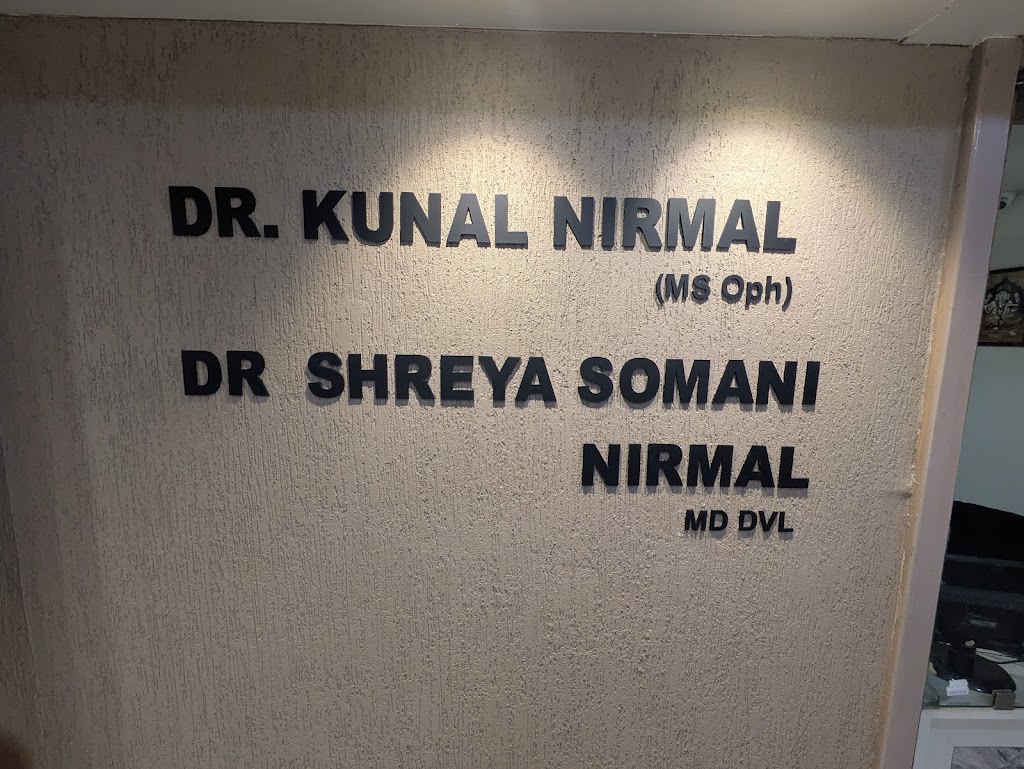 DR. KUNAL NIRMAL
(MS Oph)
DR SHREYA SOMANI
NIRMAL
MD DVL